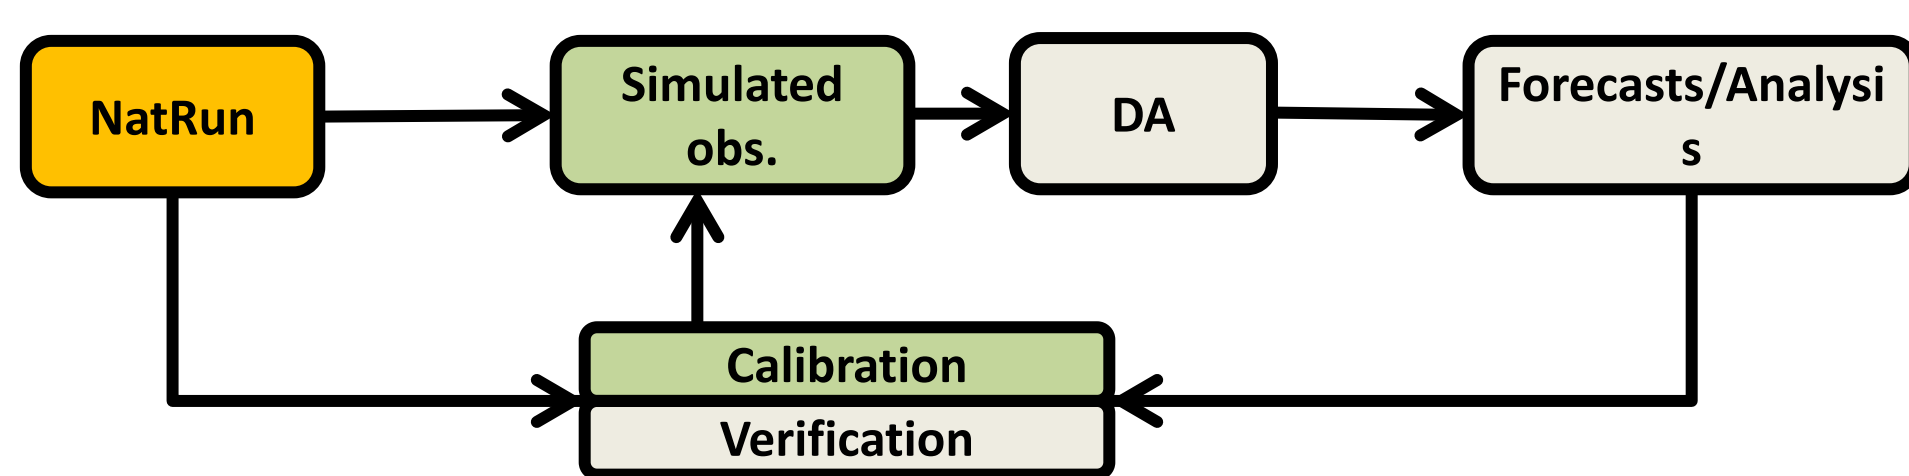 NatRun
Simulated
obs.
DA
Forecasts/Analysi
s
Calibration
Verification